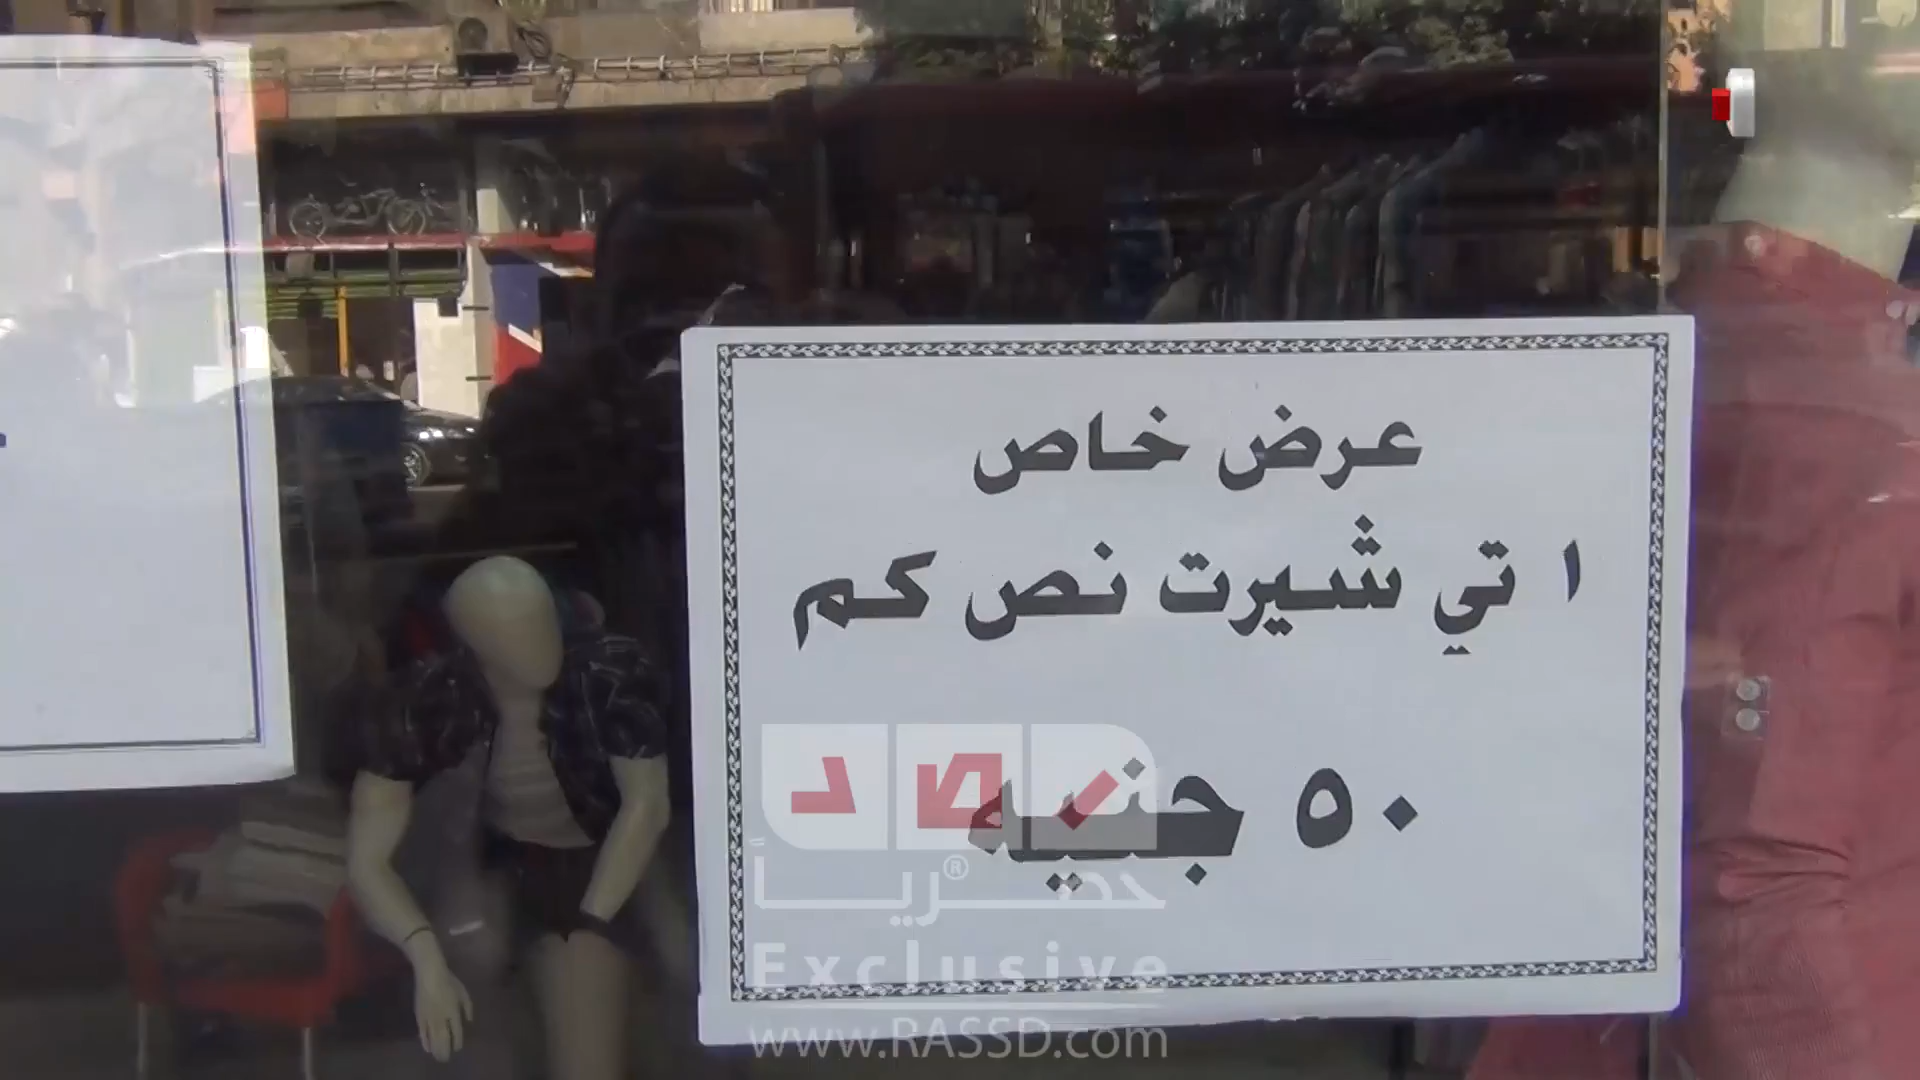 عرض خاص
١ تي شيرت نص كم
٥٠ جنيه
رصد
حصرياً
®
Exclusive
www.RASSD.com